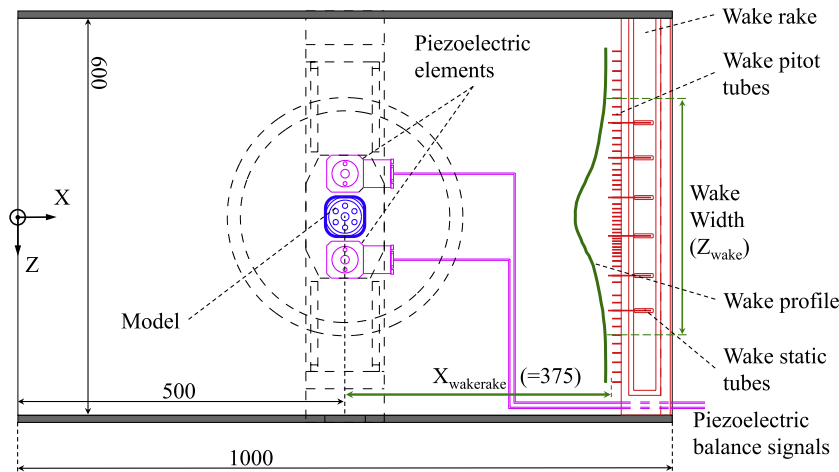 Wake rake
Piezoelectric
elements
Wake pitot
tubes
600
X
Z
Wake
Width
(Z_wake)
Model
Wake profile
Wake static
tubes
500
X_wakerake (=375)
Piezoelectric
balance signals
1000